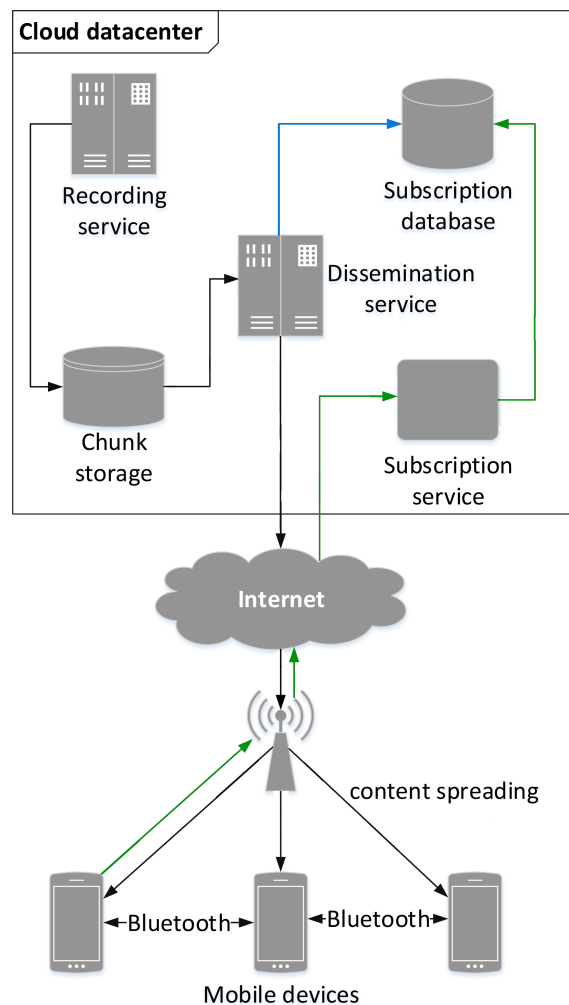 Cloud datacenter
Recording
service
Subscription
database
Dissemination
service
Chunk
storage
Subscription
service
Internet
content spreading
Bluetooth
Bluetooth
Mobile devices